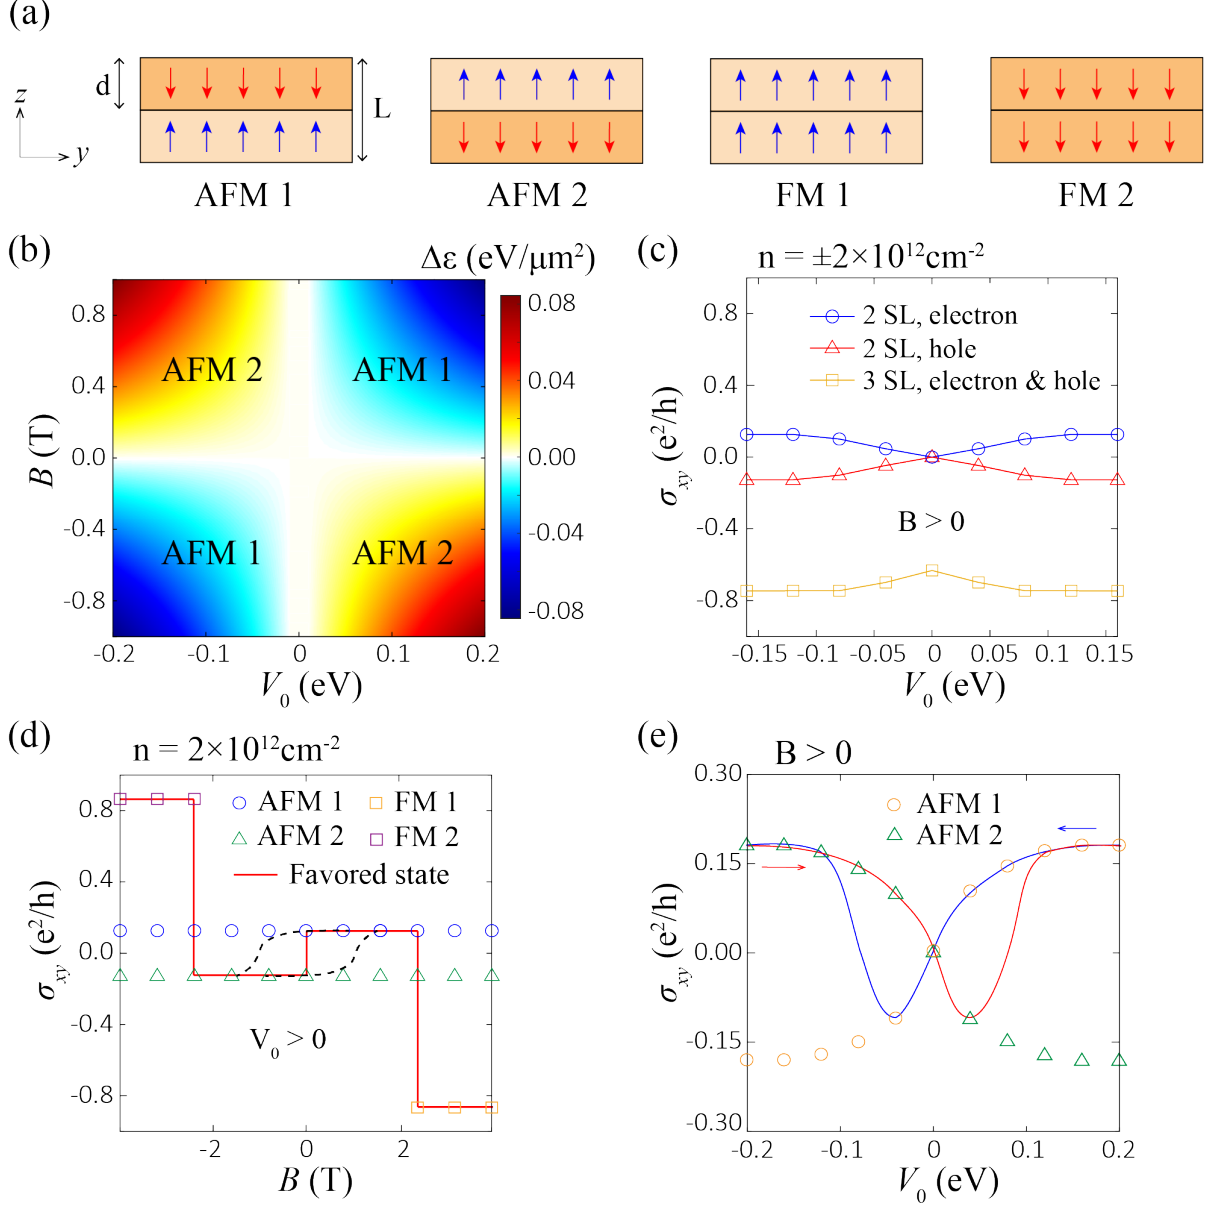 (a)
d
L
z
y
AFM 1
AFM 2
FM 1
FM 2
(b)
Δε (eV/μm²)
0.8
0.4
0.0
-0.4
-0.8
B (T)
AFM 2
AFM 1
AFM 1
AFM 2
0.08
0.04
0.00
-0.04
-0.08
-0.2
-0.1
0
0.1
0.2
V₀ (eV)
(c)
n = ±2×10¹²cm⁻²
0.8
0.4
0.0
-0.4
-0.8
σxy (e²/h)
2 SL, electron
2 SL, hole
3 SL, electron & hole
B > 0
-0.15
-0.1
-0.05
0
0.05
0.1
0.15
V₀ (eV)
(d)
n = 2×10¹²cm⁻²
0.8
0.4
0.0
-0.4
-0.8
σxy (e²/h)
AFM 1
FM 1
AFM 2
FM 2
Favored state
V₀ > 0
-2
0
2
B (T)
(e)
B > 0
0.30
0.15
0.00
-0.15
-0.30
σxy (e²/h)
AFM 1
AFM 2
-0.2
-0.1
0
0.1
0.2
V₀ (eV)